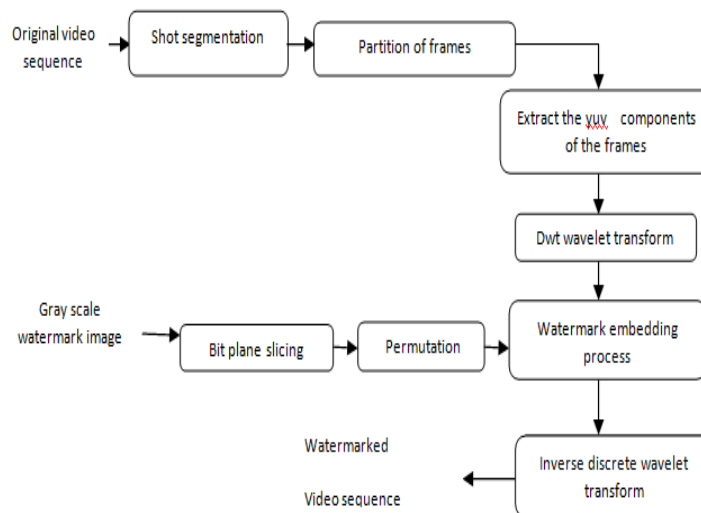 Original video
sequence
Shot segmentation
Partition of frames
Extract the yuv components
of the frames
Dwt wavelet transform
Gray scale
watermark image
Bit plane slicing
Permutation
Watermark embedding
process
Watermarked
Video sequence
Inverse discrete wavelet
transform